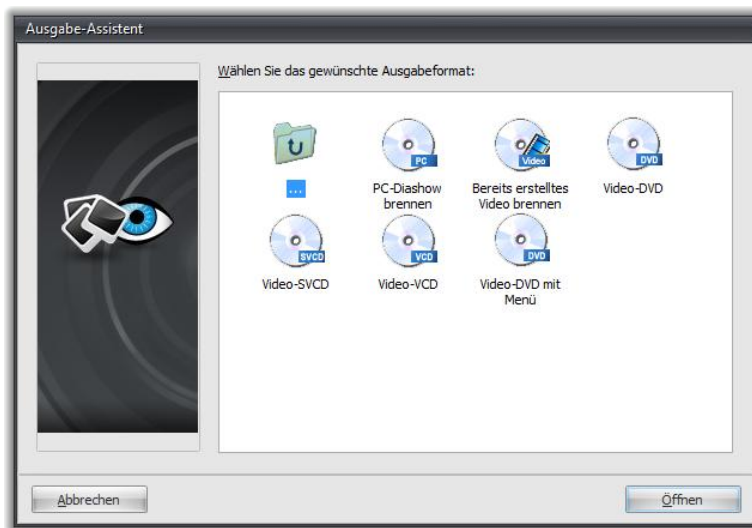 Ausgabe-Assistent
Wählen Sie das gewünschte Ausgabeformat:
PC
Video
DVD
...
PC-Diashow
brennen
Bereits erstelltes
Video brennen
Video-DVD
SVCD
VCD
DVD
Video-SVCD
Video-VCD
Video-DVD mit
Menü
Abbrechen
Öffnen